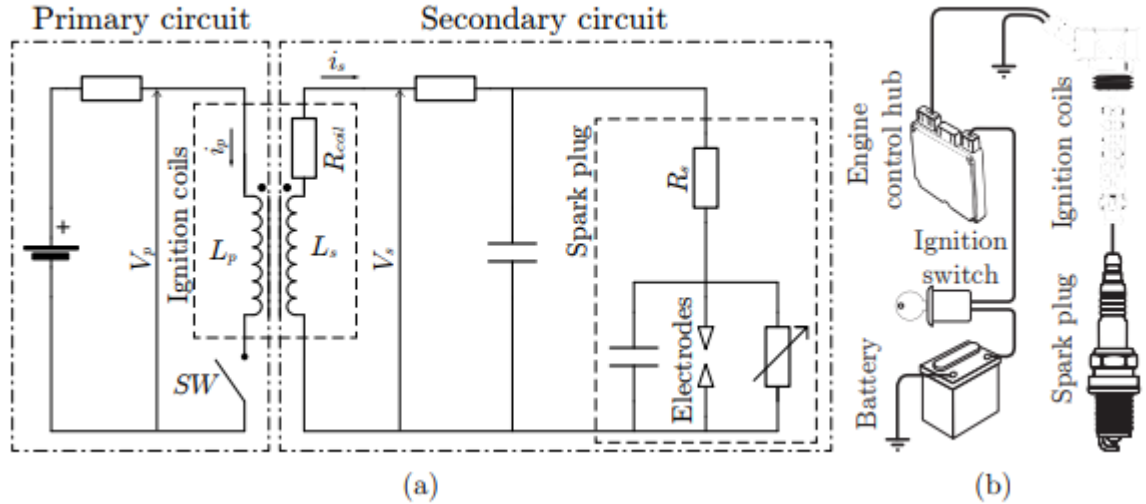 Primary circuit
Secondary circuit
+
V_p
i_p
Ignition coils
L_p
SW
i_s
R_coil
L_s
V_s
Spark plug
R_s
Electrodes
(a)
Engine
control hub
Ignition
switch
Battery
Ignition coils
Spark plug
(b)